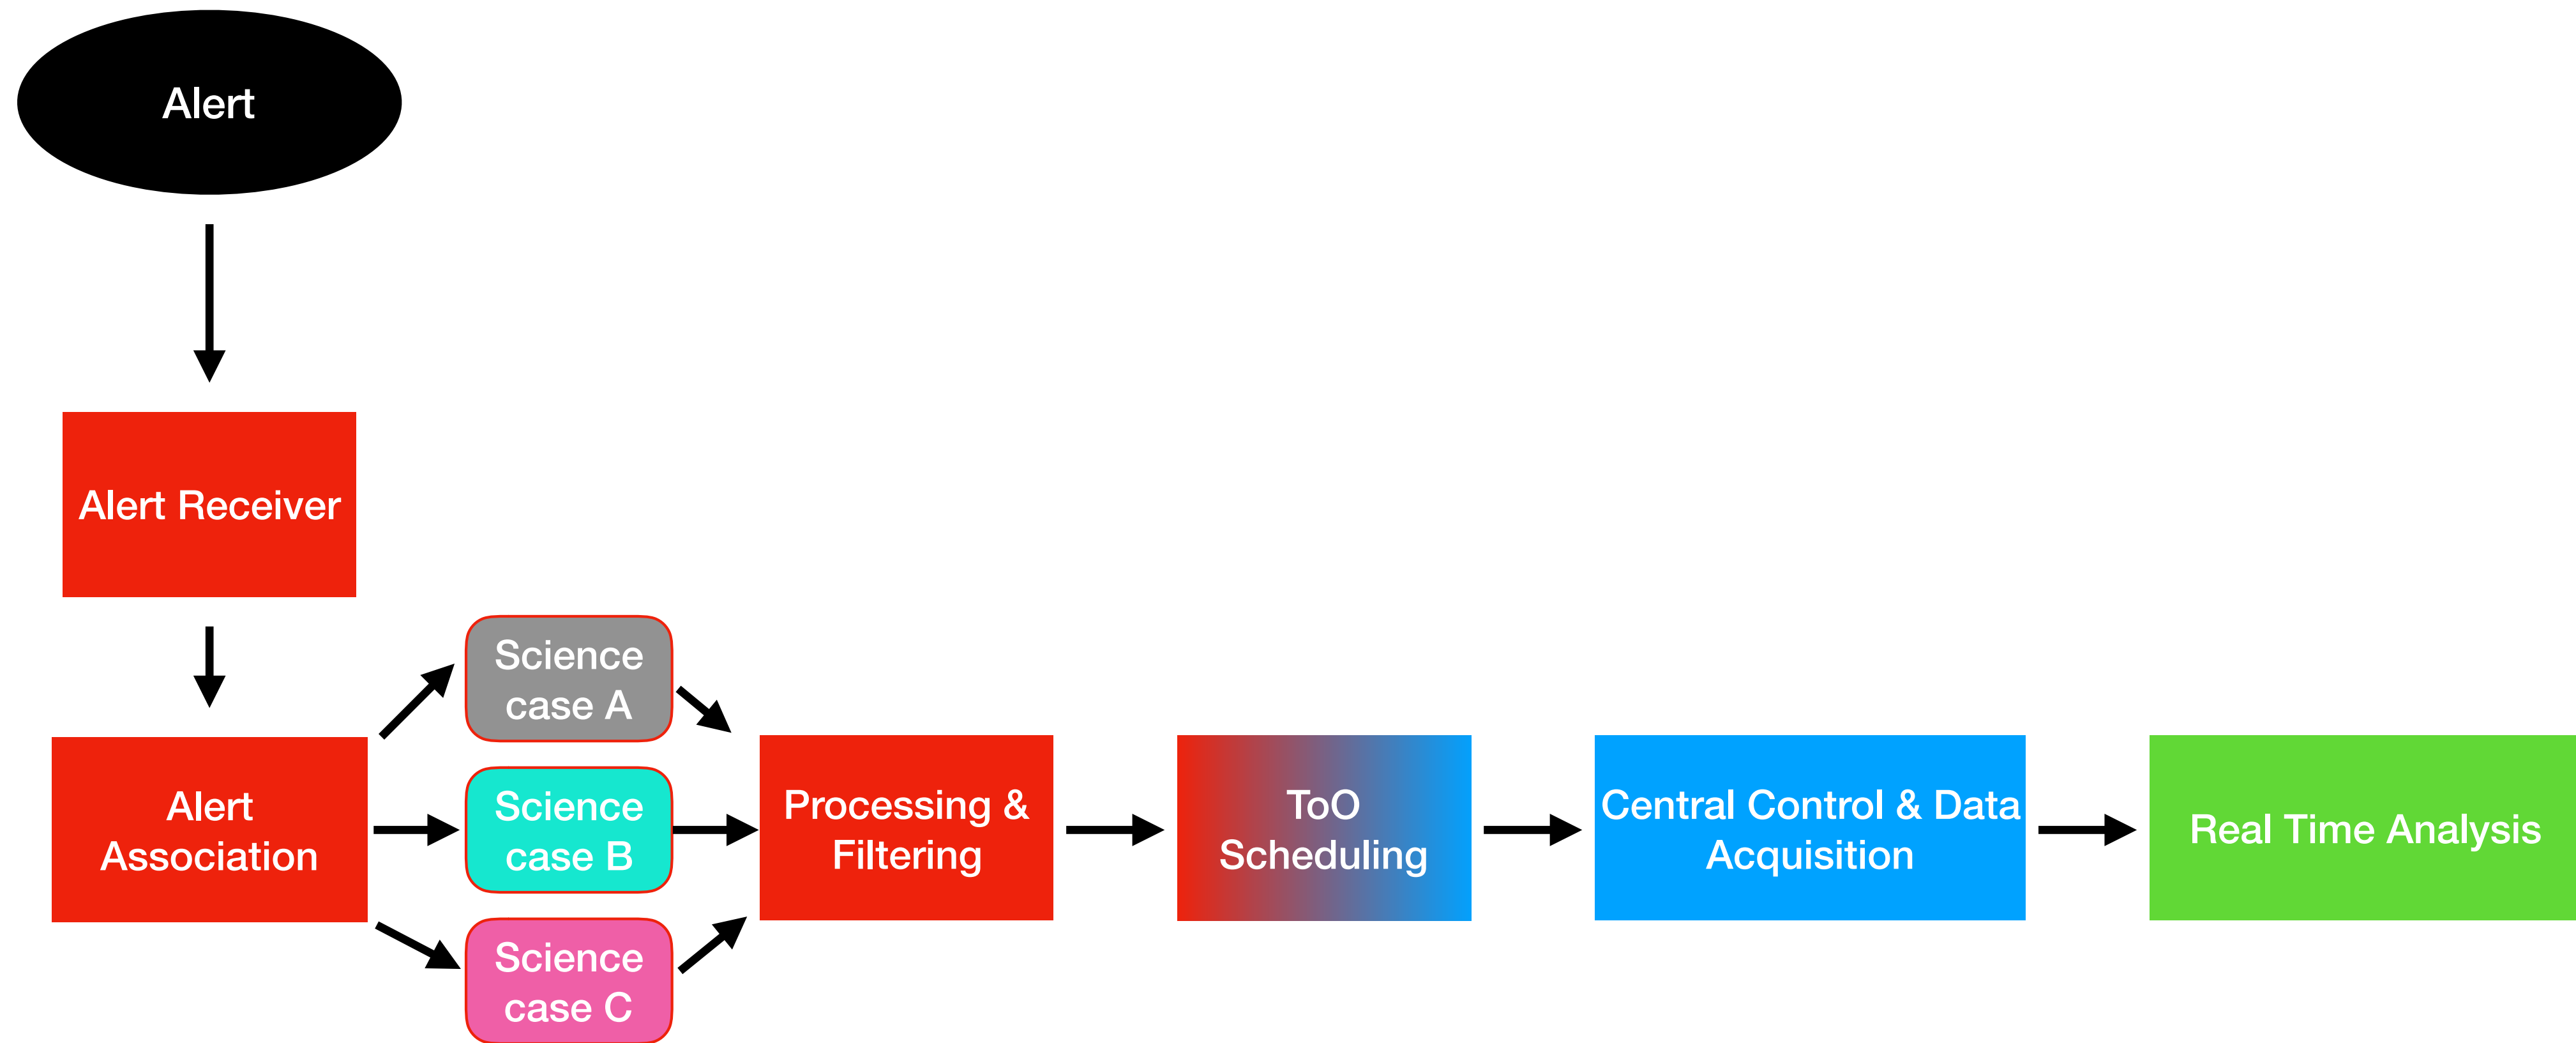 Alert
Alert Receiver
Alert
Association
Science
case A
Science
case B
Science
case C
Processing &
Filtering
ToO
Scheduling
Central Control & Data
Acquisition
Real Time Analysis